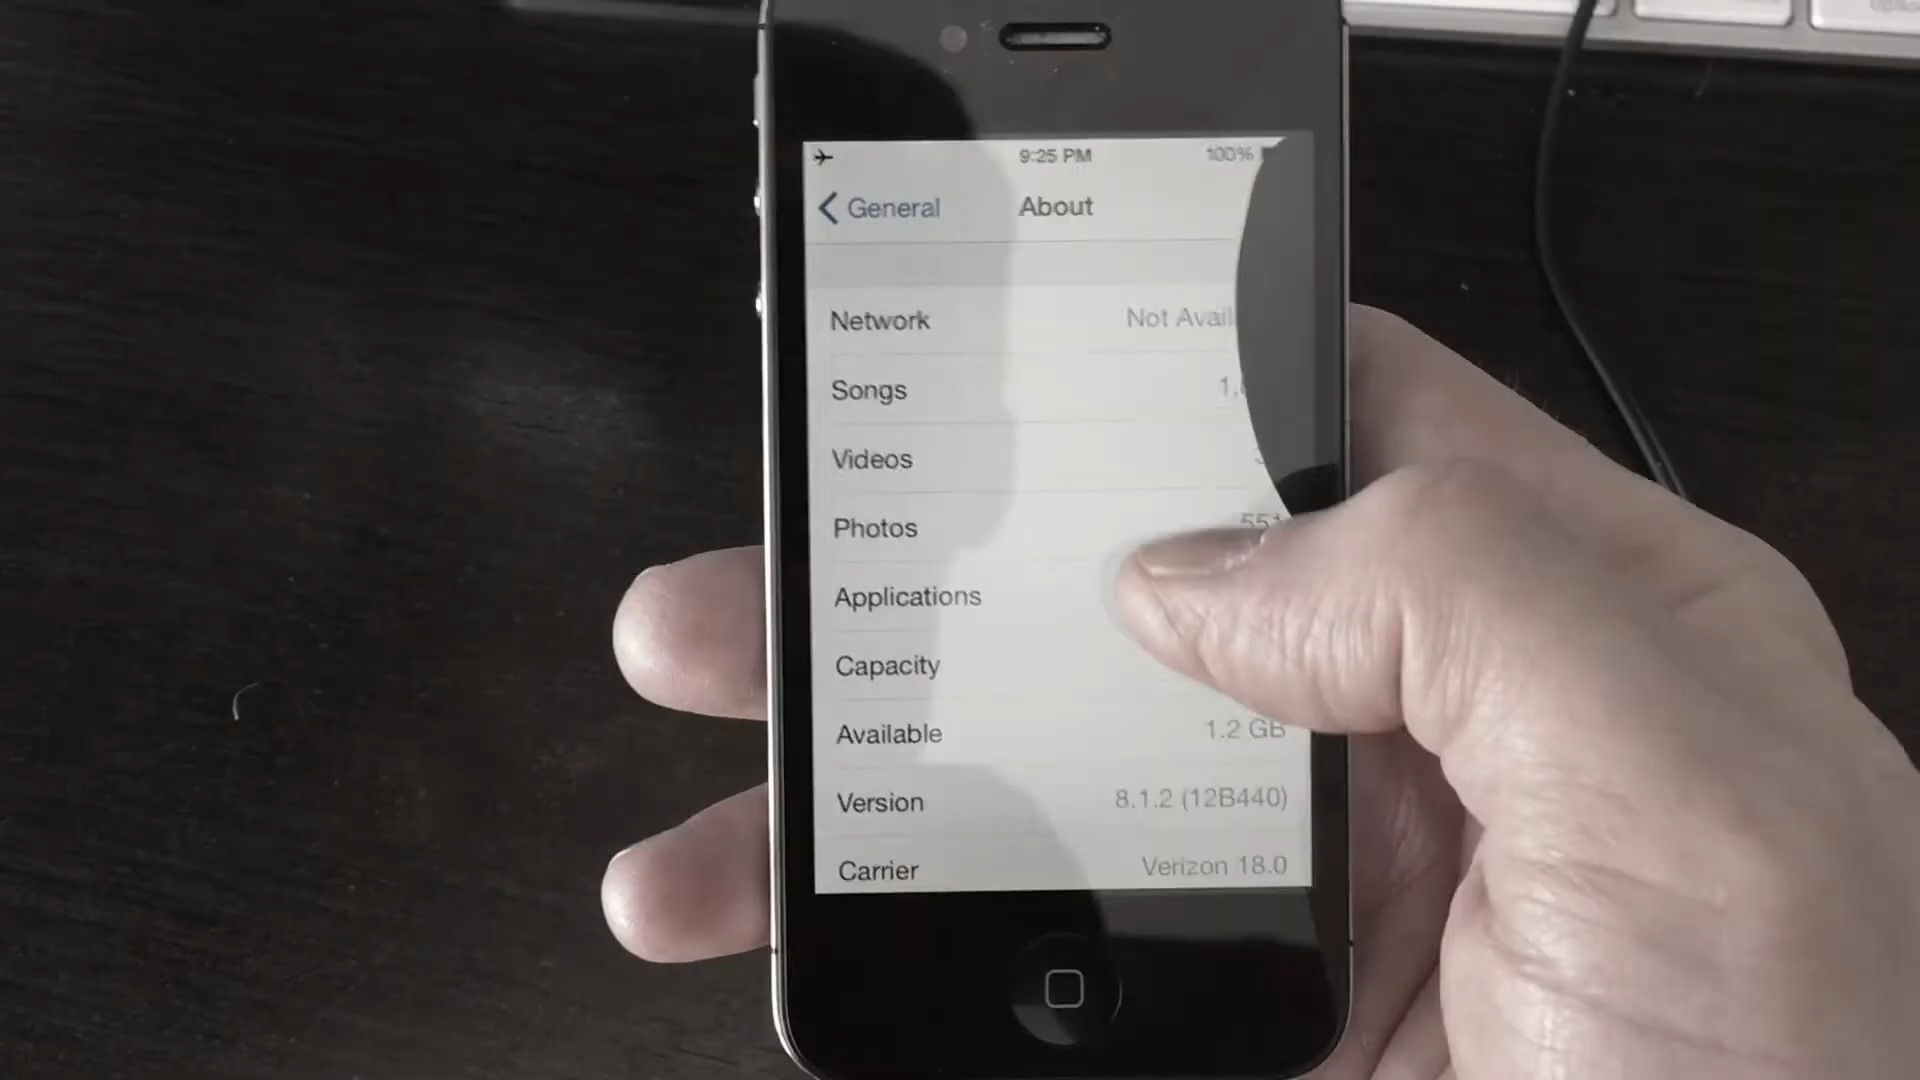 9:25 PM 100%
General About
Network Not
Songs
Videos
Photos
Applications
Capacity
Available 1.2 GB
Version 8.1.2 (12B440)
Carrier Verizon 18.0